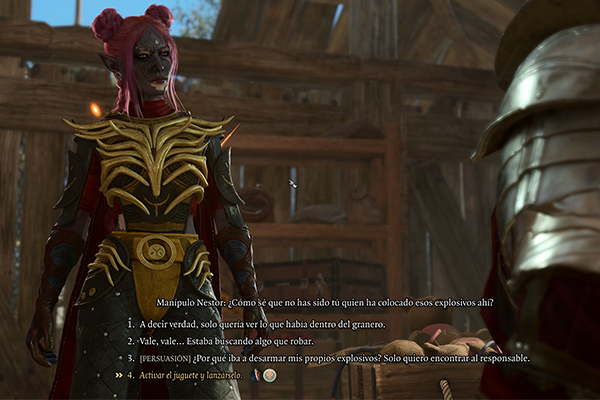 Manípulo Nestor: ¿Cómo sé que no has sido tú quien ha colocado esos explosivos ahí?
1. A decir verdad, solo quería ver lo que había dentro del granero.
2. Vale, vale... Estaba buscando algo que robar.
3. [PERSUASIÓN] ¿Por qué iba a desarmar mis propios explosivos? Solo quiero encontrar al responsable.
4. Activar el juguete y lanzárselo.